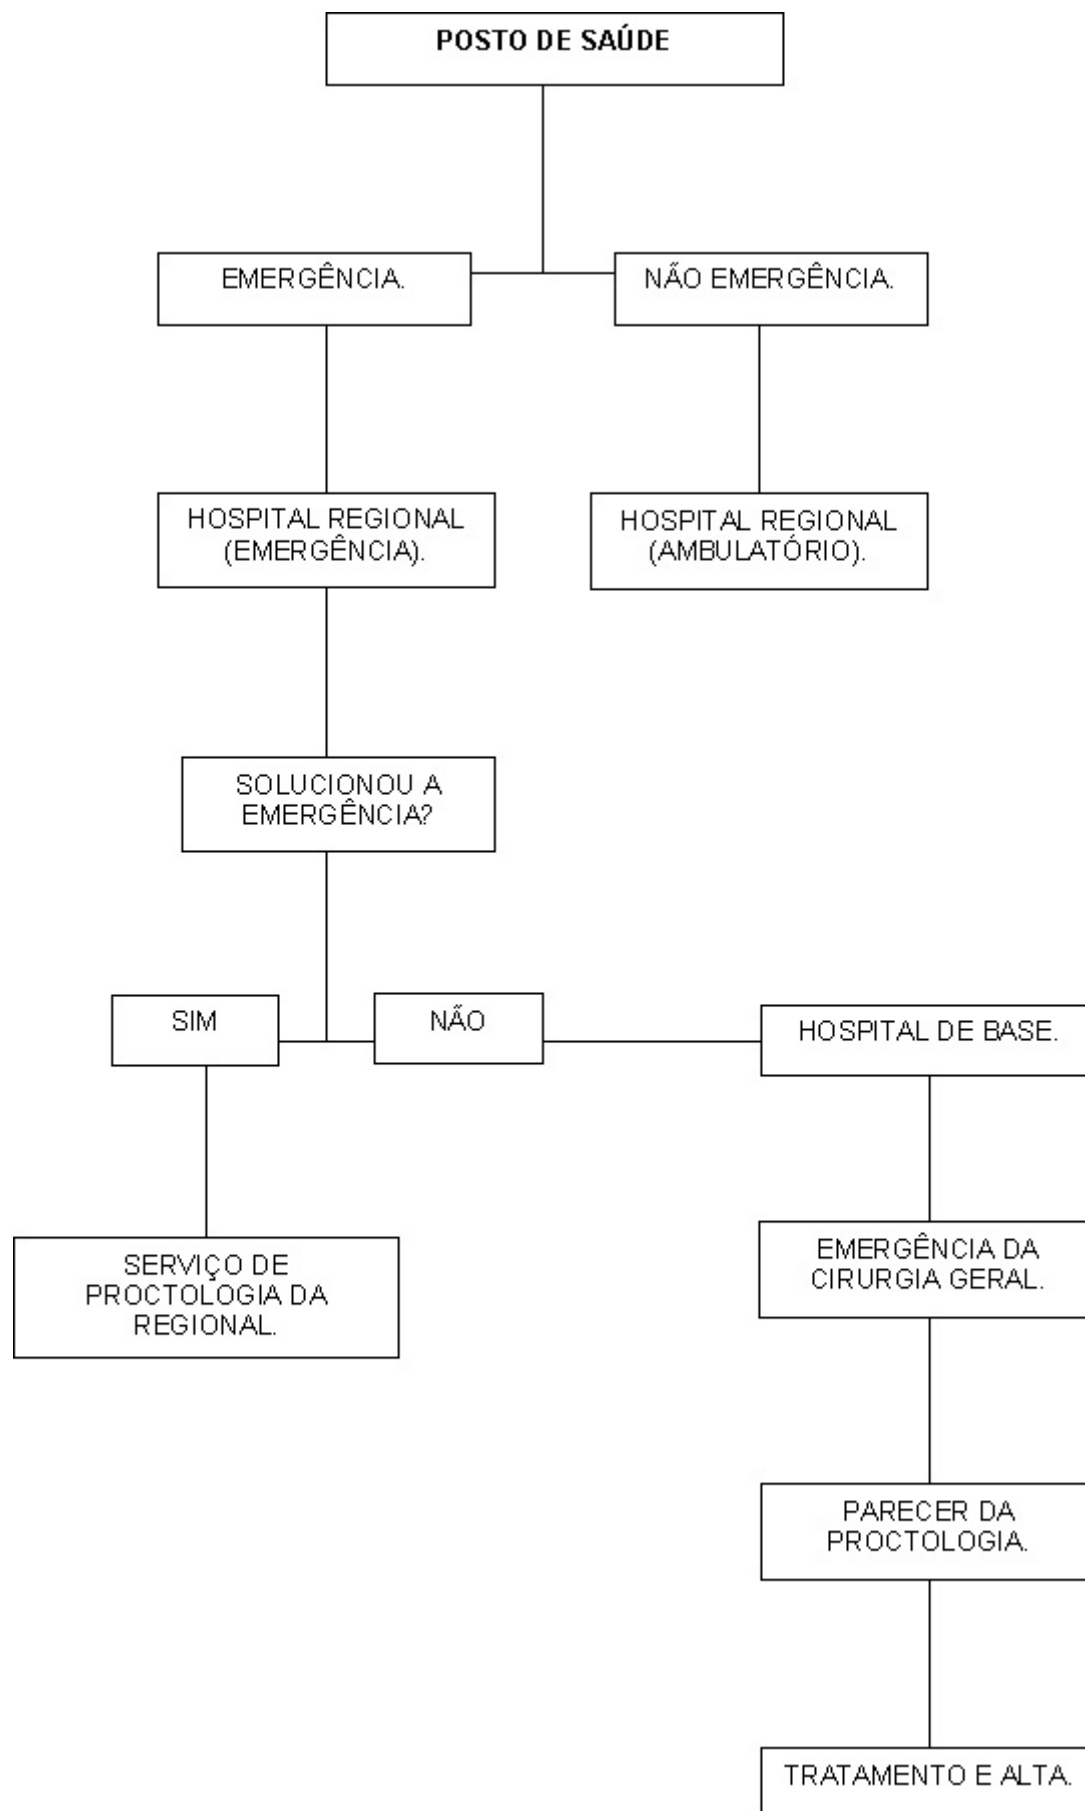 POSTO DE SAÚDE
EMERGÊNCIA.
NÃO EMERGÊNCIA.
HOSPITAL REGIONAL
(EMERGÊNCIA).
HOSPITAL REGIONAL
(AMBULATÓRIO).
SOLUCIONOU A
EMERGÊNCIA?
SIM
NÃO
HOSPITAL DE BASE.
SERVIÇO DE
PROCTOLOGIA DA
REGIONAL.
EMERGÊNCIA DA
CIRURGIA GERAL.
PARECER DA
PROCTOLOGIA.
TRATAMENTO E ALTA.